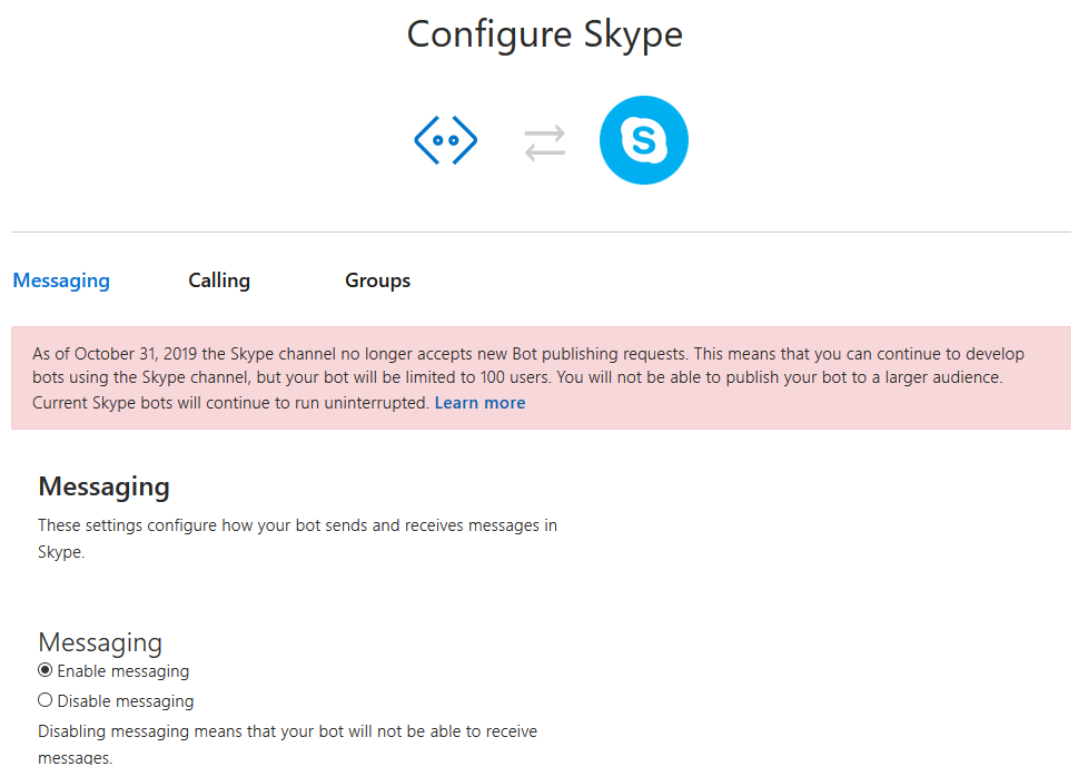 Configure Skype
S
Messaging Calling Groups
As of October 31, 2019 the Skype channel no longer accepts new Bot publishing requests. This means that you can continue to develop
bots using the Skype channel, but your bot will be limited to 100 users. You will not be able to publish your bot to a larger audience.
Current Skype bots will continue to run uninterrupted. Learn more
Messaging
These settings configure how your bot sends and receives messages in
Skype.
Messaging
Enable messaging
Disable messaging
Disabling messaging means that your bot will not be able to receive
messages.